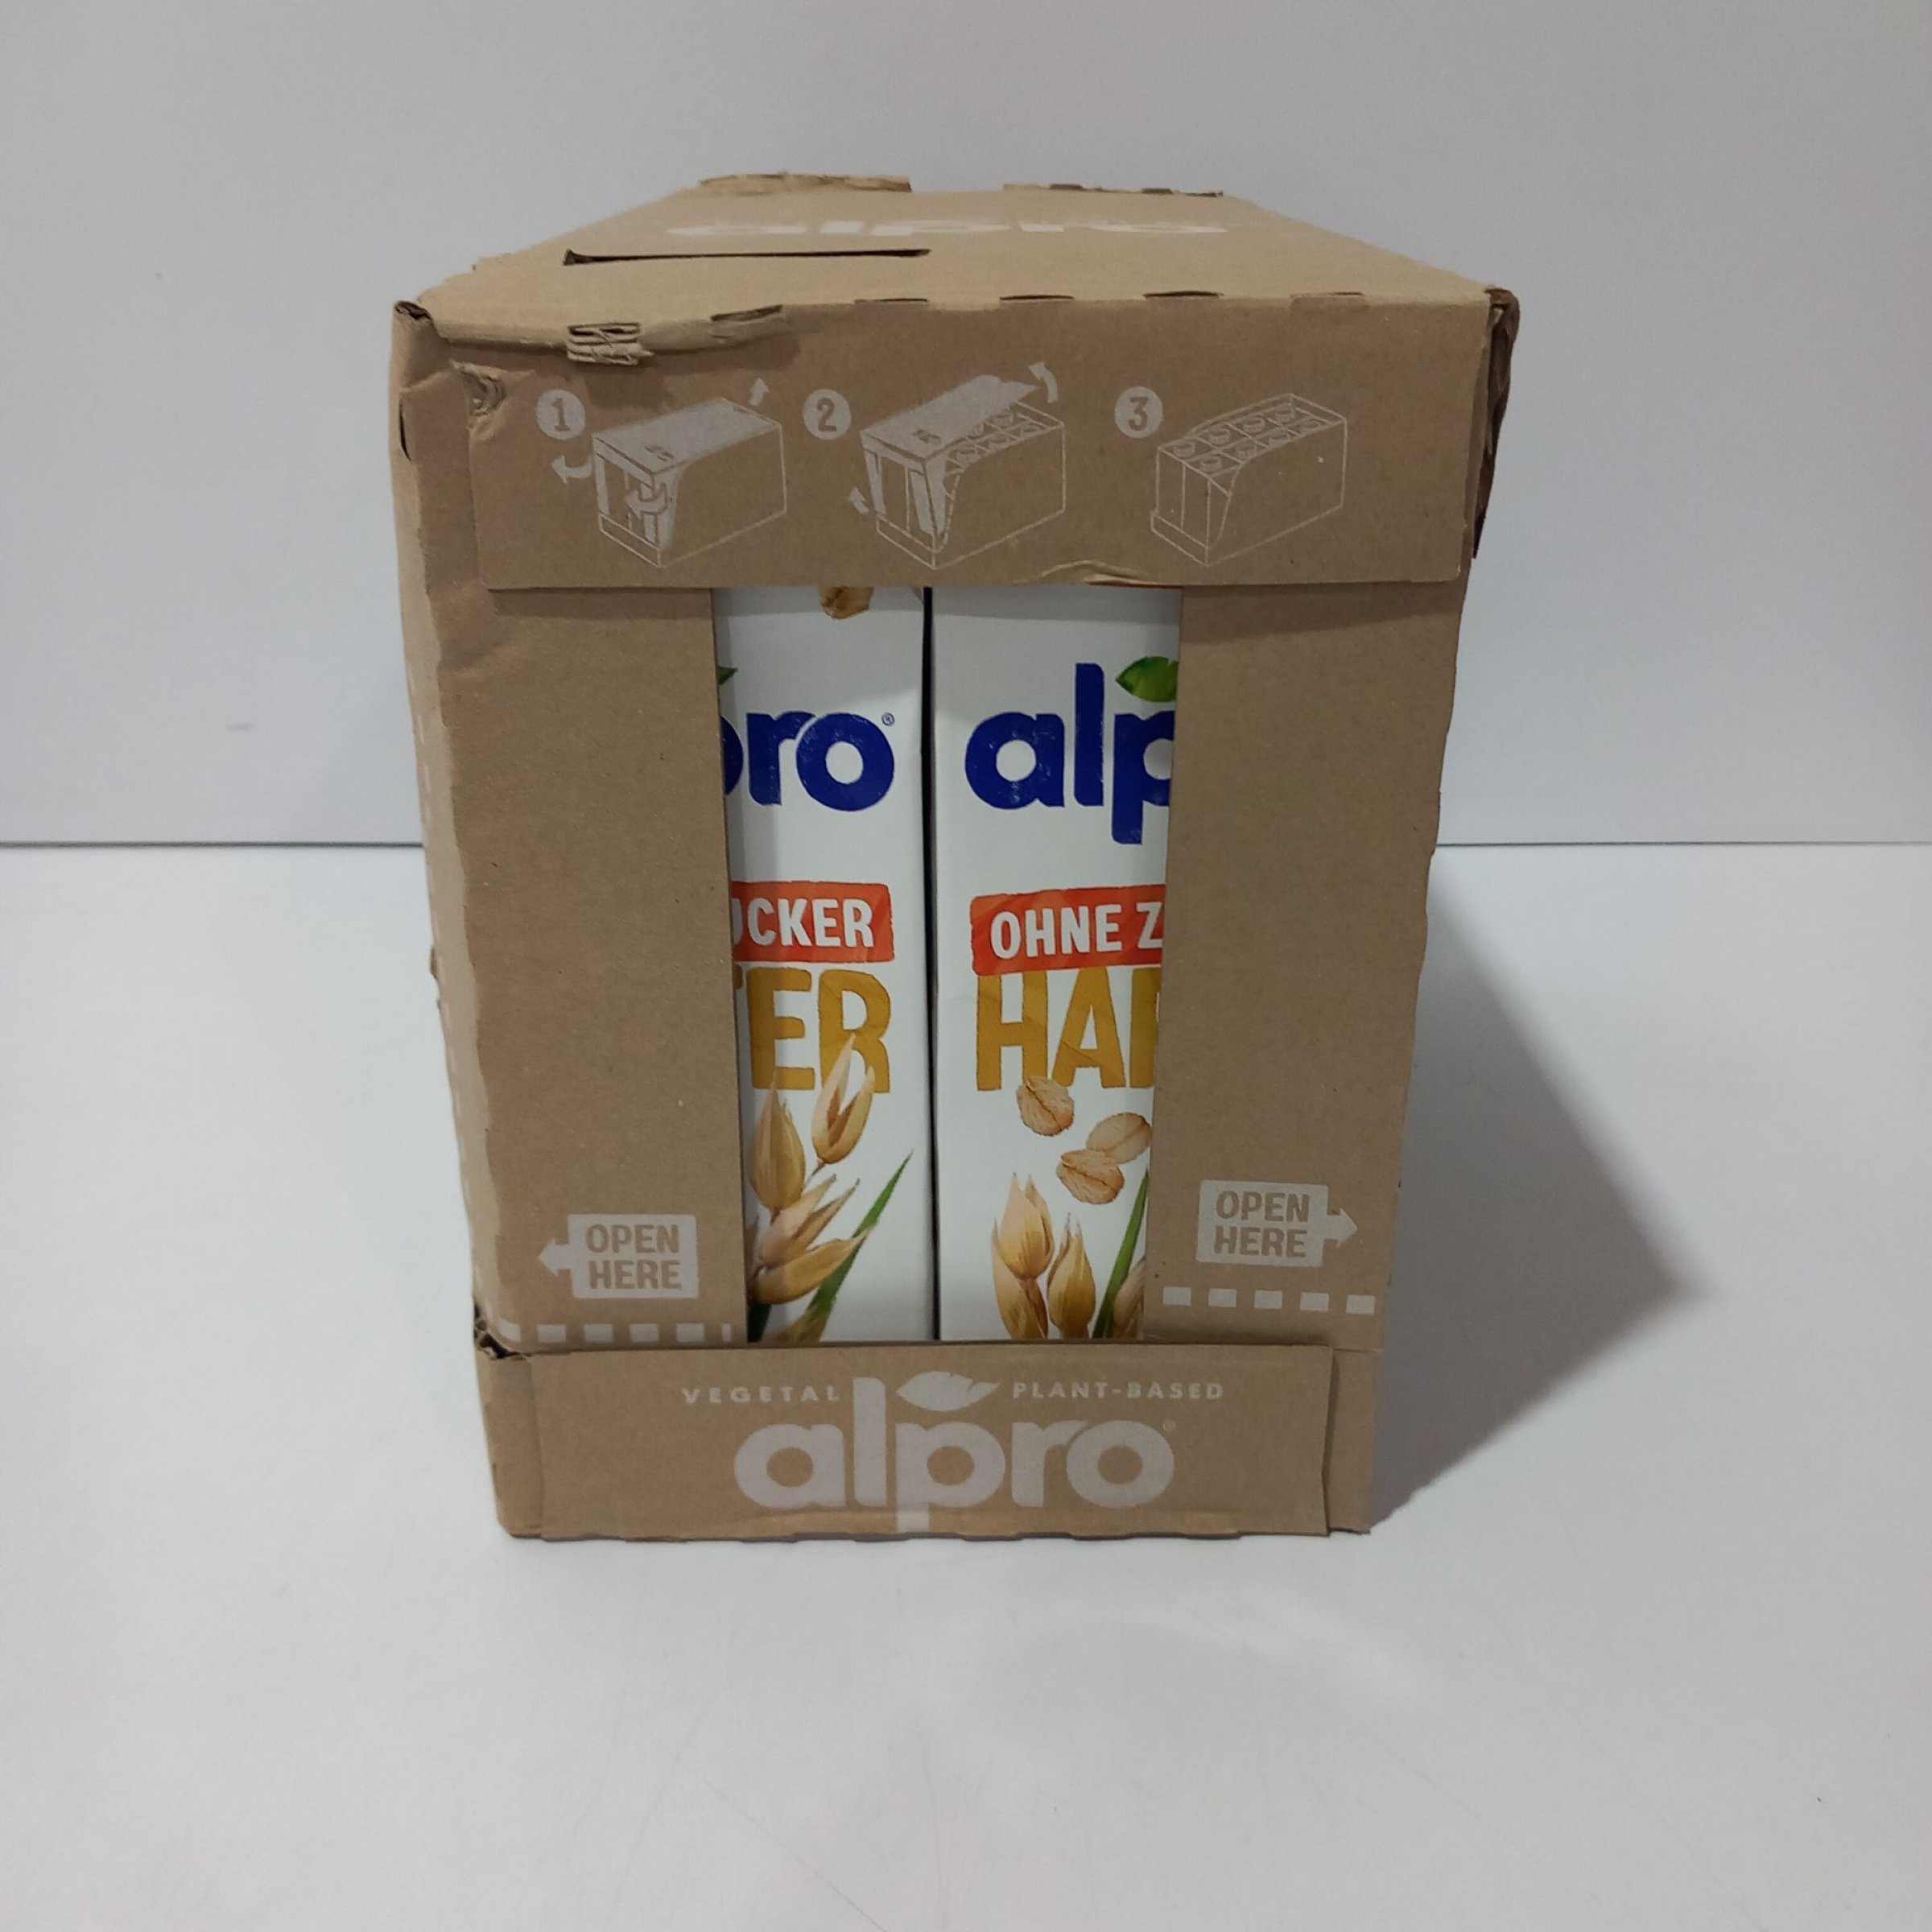 alpro
1 2 3
pro®
alp
UCKER
OHNE Z
TER
HAF
OPEN
HERE
OPEN
HERE
VEGETAL
PLANT-BASED
alpro®